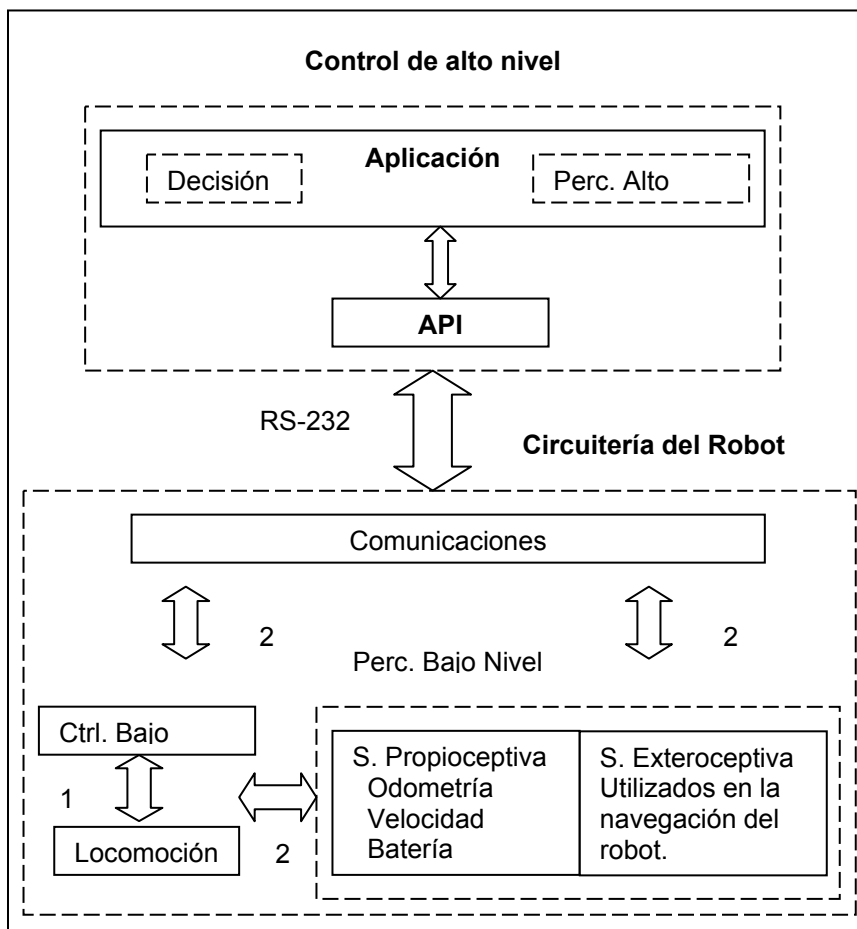 Control de alto nivel
Aplicación
Decisión
Perc. Alto
API
RS-232
Circuitería del Robot
Comunicaciones
2
2
Perc. Bajo Nivel
Ctrl. Bajo
1
Locomoción
2
S. Propioceptiva
Odometría
Velocidad
Batería
S. Exteroceptiva
Utilizados en la
navegación del
robot.